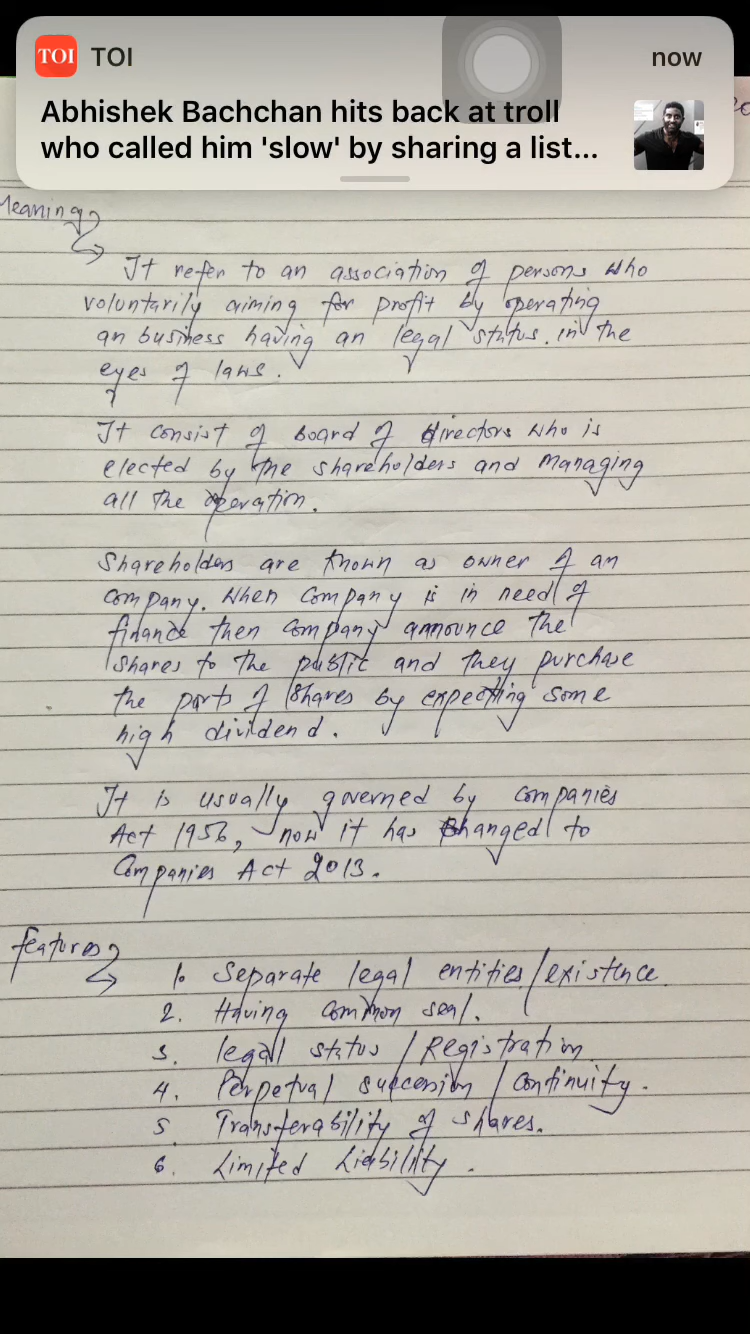 TOI
TOI
now
Abhishek Bachchan hits back at troll
who called him 'slow' by sharing a list...
Meaning
It refer to an association of persons who
voluntarily aiming for profit by operating
an business having an legal status. in the
eyes of laws.
It consist of Board of directors who is
elected by the shareholders and Managing
all the operation.
Shareholders are known as owner of an
company. When company is in need of
finance then company announce the
shares to the public and they purchase
the parts of shares by expecting some
high dividend.
It is usually governed by companies
Act 1956, now it has changed to
Companies Act 2013.
features
1. Separate legal entities/existence.
2. Having common seal.
3. legal status / Registration
4. Perpetual succession / Continuity.
5. Transferability of shares.
6. Limited Liability.